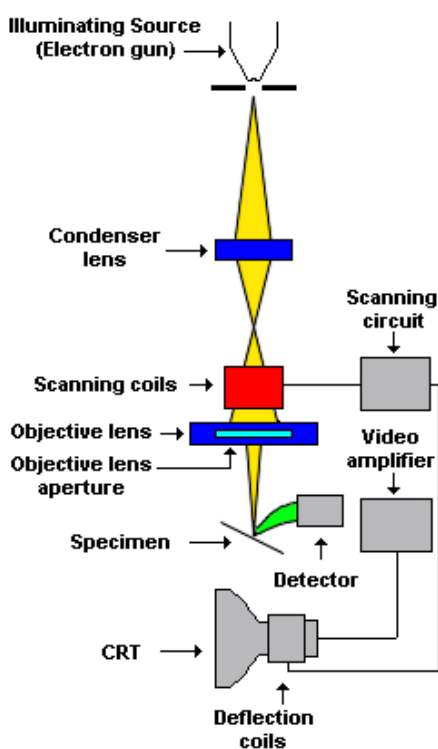 Illuminating Source
(Electron gun)
Condenser
lens
Scanning
circuit
Scanning coils
Objective lens
Objective lens
aperture
Video
amplifier
Specimen
Detector
CRT
Deflection
coils